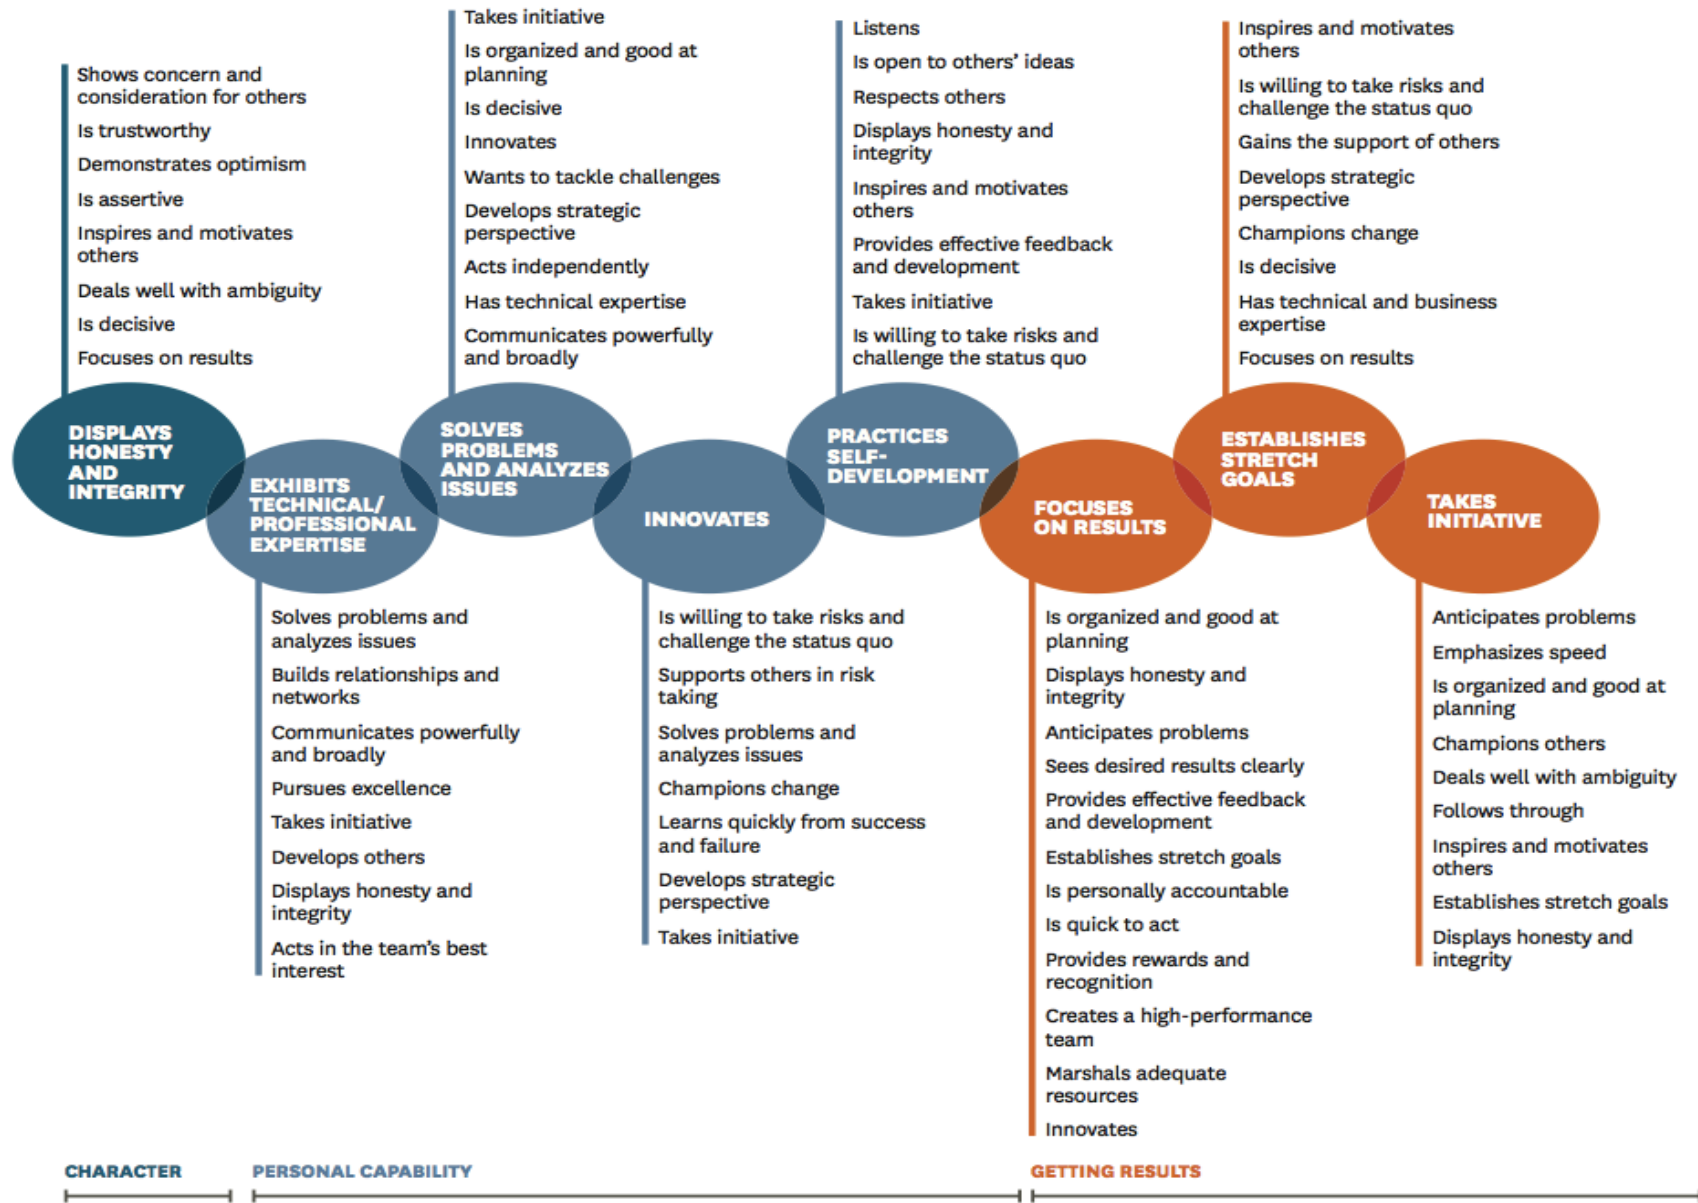 Shows concern and
consideration for others
Is trustworthy
Demonstrates optimism
Is assertive
Inspires and motivates
others
Deals well with ambiguity
Is decisive
Focuses on results
DISPLAYS
HONESTY
AND
INTEGRITY
EXHIBITS
TECHNICAL/
PROFESSIONAL
EXPERTISE
Solves problems and
analyzes issues
Builds relationships and
networks
Communicates powerfully
and broadly
Pursues excellence
Takes initiative
Develops others
Displays honesty and
integrity
Acts in the team's best
interest
Takes initiative
Is organized and good at
planning
Is decisive
Innovates
Wants to tackle challenges
Develops strategic
perspective
Acts independently
Has technical expertise
Communicates powerfully
and broadly
SOLVES
PROBLEMS
AND ANALYZES
ISSUES
INNOVATES
Is willing to take risks and
challenge the status quo
Supports others in risk
taking
Solves problems and
analyzes issues
Champions change
Learns quickly from success
and failure
Develops strategic
perspective
Takes initiative
Listens
Is open to others' ideas
Respects others
Displays honesty and
integrity
Inspires and motivates
others
Provides effective feedback
and development
Takes initiative
Is willing to take risks and
challenge the status quo
PRACTICES
SELF-
DEVELOPMENT
FOCUSES
ON RESULTS
Is organized and good at
planning
Displays honesty and
integrity
Anticipates problems
Sees desired results clearly
Provides effective feedback
and development
Establishes stretch goals
Is personally accountable
Is quick to act
Provides rewards and
recognition
Creates a high-performance
team
Marshals adequate
resources
Innovates
Inspires and motivates
others
Is willing to take risks and
challenge the status quo
Gains the support of others
Develops strategic
perspective
Champions change
Is decisive
Has technical and business
expertise
Focuses on results
ESTABLISHES
STRETCH
GOALS
TAKES
INITIATIVE
Anticipates problems
Emphasizes speed
Is organized and good at
planning
Champions others
Deals well with ambiguity
Follows through
Inspires and motivates
others
Establishes stretch goals
Displays honesty and
integrity
CHARACTER
PERSONAL CAPABILITY
GETTING RESULTS